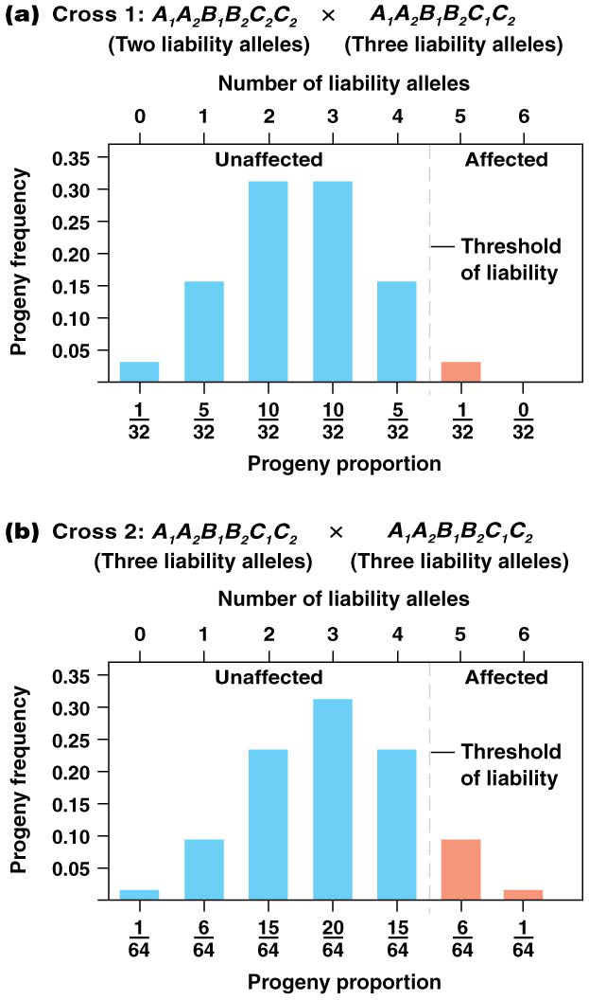 (a) Cross 1: A₁A₂B₁B₂C₂C₂ × A₁A₂B₁B₂C₁C₂
(Two liability alleles) (Three liability alleles)
Number of liability alleles
0 1 2 3 4 5 6
Unaffected Affected
0.35
0.30
0.25
0.20
0.15
0.10
0.05
Progeny frequency
Threshold
of liability
1/32 5/32 10/32 10/32 5/32 1/32 0/32
Progeny proportion
(b) Cross 2: A₁A₂B₁B₂C₁C₂ × A₁A₂B₁B₂C₁C₂
(Three liability alleles) (Three liability alleles)
Number of liability alleles
0 1 2 3 4 5 6
Unaffected Affected
0.35
0.30
0.25
0.20
0.15
0.10
0.05
Progeny frequency
Threshold
of liability
1/64 6/64 15/64 20/64 15/64 6/64 1/64
Progeny proportion